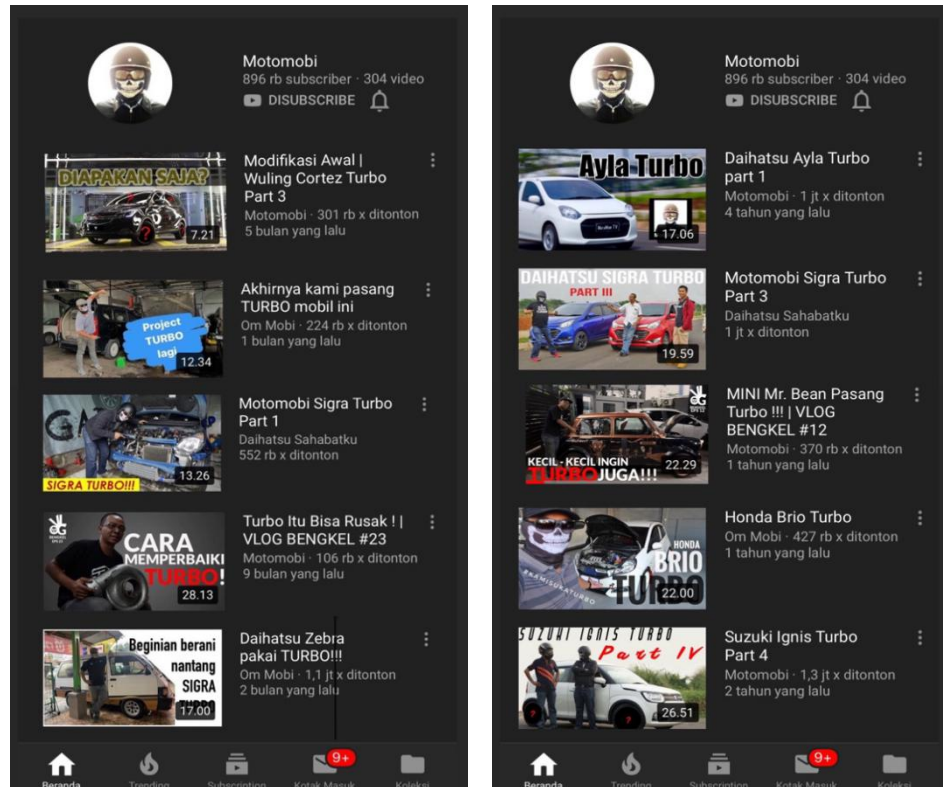 Motomobi
896 rb subscriber · 304 video
DISUBSCRIBE
DIAPAKAN SAJA?
7.21
Modifikasi Awal |
Wuling Cortez Turbo
Part 3
Motomobi · 301 rb x ditonton
5 bulan yang lalu
Project
TURBO
lagi
12.34
Akhirnya kami pasang
TURBO mobil ini
Om Mobi · 224 rb x ditonton
1 bulan yang lalu
SIGRA TURBO!!!
13.26
Motomobi Sigra Turbo
Part 1
Daihatsu Sahabatku
552 rb x ditonton
CARA
MEMPERBAIKI
TURBO!
28.13
Turbo Itu Bisa Rusak ! |
VLOG BENGKEL #23
Motomobi · 106 rb x ditonton
9 bulan yang lalu
Beginian berani
nantang
SIGRA
TURBO
17.00
Daihatsu Zebra
pakai TURBO!!!
Om Mobi · 1,1 jt x ditonton
2 bulan yang lalu
9+
Beranda
Trending
Subscription
Kotak Masuk
Koleksi
Motomobi
896 rb subscriber · 304 video
DISUBSCRIBE
Ayla Turbo
17.06
Daihatsu Ayla Turbo
part 1
Motomobi · 1 jt x ditonton
4 tahun yang lalu
DAIHATSU SIGRA TURBO
PART III
19.59
Motomobi Sigra Turbo
Part 3
Daihatsu Sahabatku
1 jt x ditonton
KECIL - KECIL INGIN
TURBO JUGA!!!
22.29
MINI Mr. Bean Pasang
Turbo !!! | VLOG
BENGKEL #12
Motomobi · 370 rb x ditonton
1 tahun yang lalu
HONDA
BRIO
TURBO
#KAMISUKATURBO
22.00
Honda Brio Turbo
Om Mobi · 427 rb x ditonton
1 tahun yang lalu
SUZUKI IGNIS TURBO
Part IV
26.51
Suzuki Ignis Turbo
Part 4
Motomobi · 1,3 jt x ditonton
2 tahun yang lalu
9+
Beranda
Trending
Subscription
Kotak Masuk
Koleksi